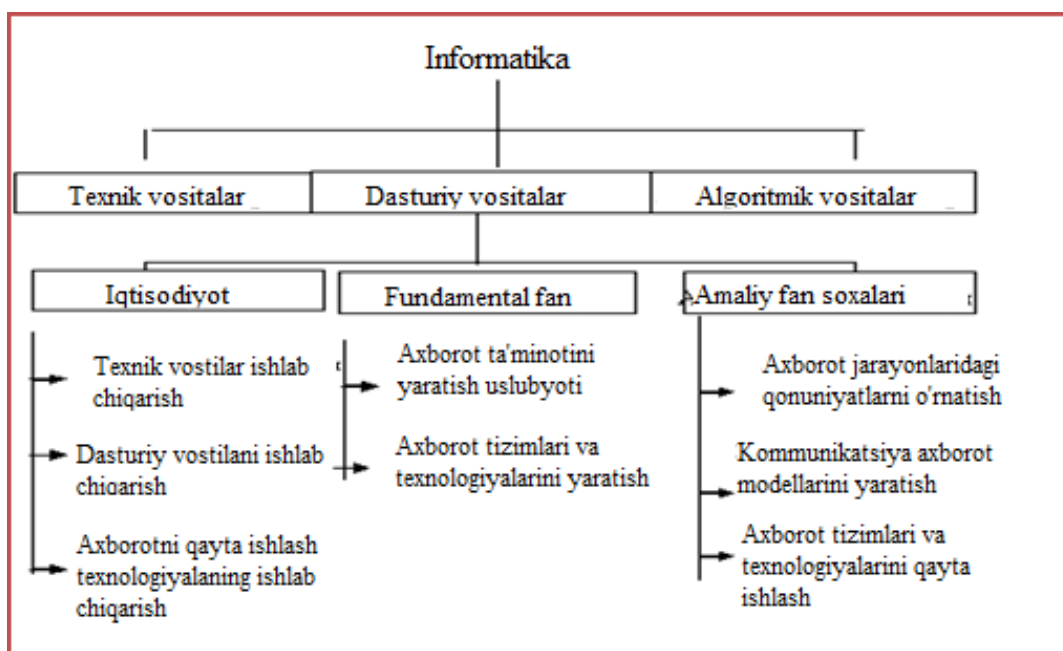 Informatika
Texnik vositalar
Dasturiy vositalar
Algoritmik vositalar
Iqtisodiyot
Fundamental fan
Amaliy fan soxalari
Texnik vostilar ishlab
chiqarish
Dasturiy vostilani ishlab
chiqarish
Axborotni qayta ishlash
texnologiyalaning ishlab
chiqarish
Axborot ta'minotini
yaratish uslubyoti
Axborot tizimlari va
texnologiyalarini yaratish
Axborot jarayonlaridagi
qonuniyatlarni o'rnatish
Kommunikatsiya axborot
modellarini yaratish
Axborot tizimlari va
texnologiyalarini qayta
ishlash